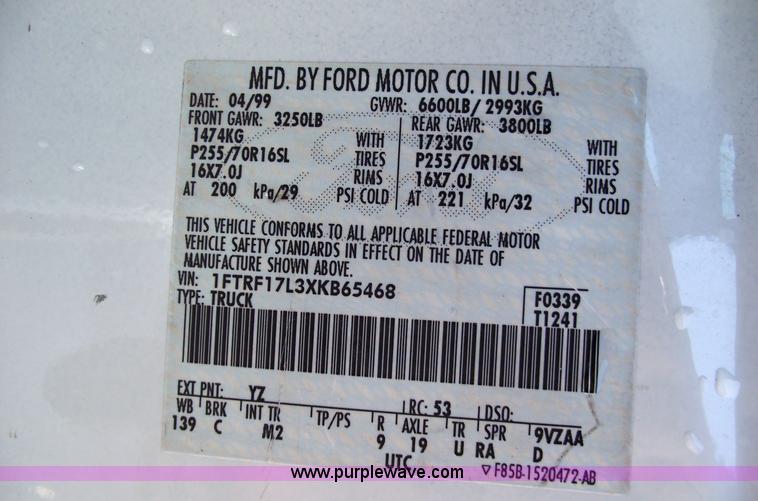 MFD. BY FORD MOTOR CO. IN U.S.A.
DATE: 04/99 GVWR: 6600LB/ 2993KG
FRONT GAWR: 3250LB REAR GAWR: 3800LB
1474KG WITH 1723KG WITH
P255/70R16SL TIRES P255/70R16SL TIRES
16X7.0J RIMS 16X7.0J RIMS
AT 200 kPa/29 PSI COLD AT 221 kPa/32 PSI COLD
THIS VEHICLE CONFORMS TO ALL APPLICABLE FEDERAL MOTOR
VEHICLE SAFETY STANDARDS IN EFFECT ON THE DATE OF
MANUFACTURE SHOWN ABOVE.
VIN: 1FTRF17L3XKB65468 F0339
TYPE: TRUCK T1241
EXT PNT: YZ RC: 53 DSO:
WB BRK INT TR TP/PS R AXLE TR SPR 9VZAA
139 C M2 9 19 U RA D
UTC ▽F85B-1520472-AB
www.purplewave.com